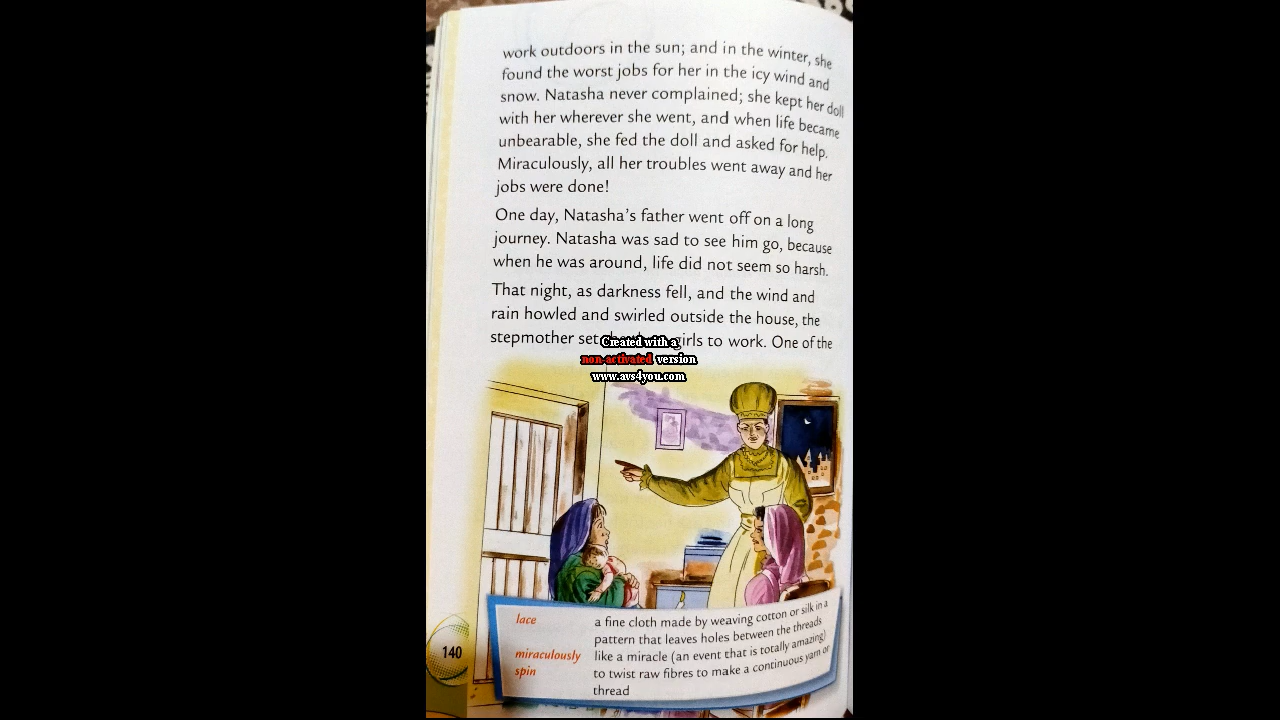 work outdoors in the sun; and in the winter, she
found the worst jobs for her in the icy wind and
snow. Natasha never complained; she kept her doll
with her wherever she went, and when life became
unbearable, she fed the doll and asked for help.
Miraculously, all her troubles went away and her
jobs were done!
One day, Natasha's father went off on a long
journey. Natasha was sad to see him go, because
when he was around, life did not seem so harsh.
That night, as darkness fell, and the wind and
rain howled and swirled outside the house, the
stepmother set girls to work. One of the
Created with a
non-activated version
www.avs4you.com
lace a fine cloth made by weaving cotton or silk in a
pattern that leaves holes between the threads
miraculously like a miracle (an event that is totally amazing)
spin to twist raw fibres to make a continuous yarn or
thread
140